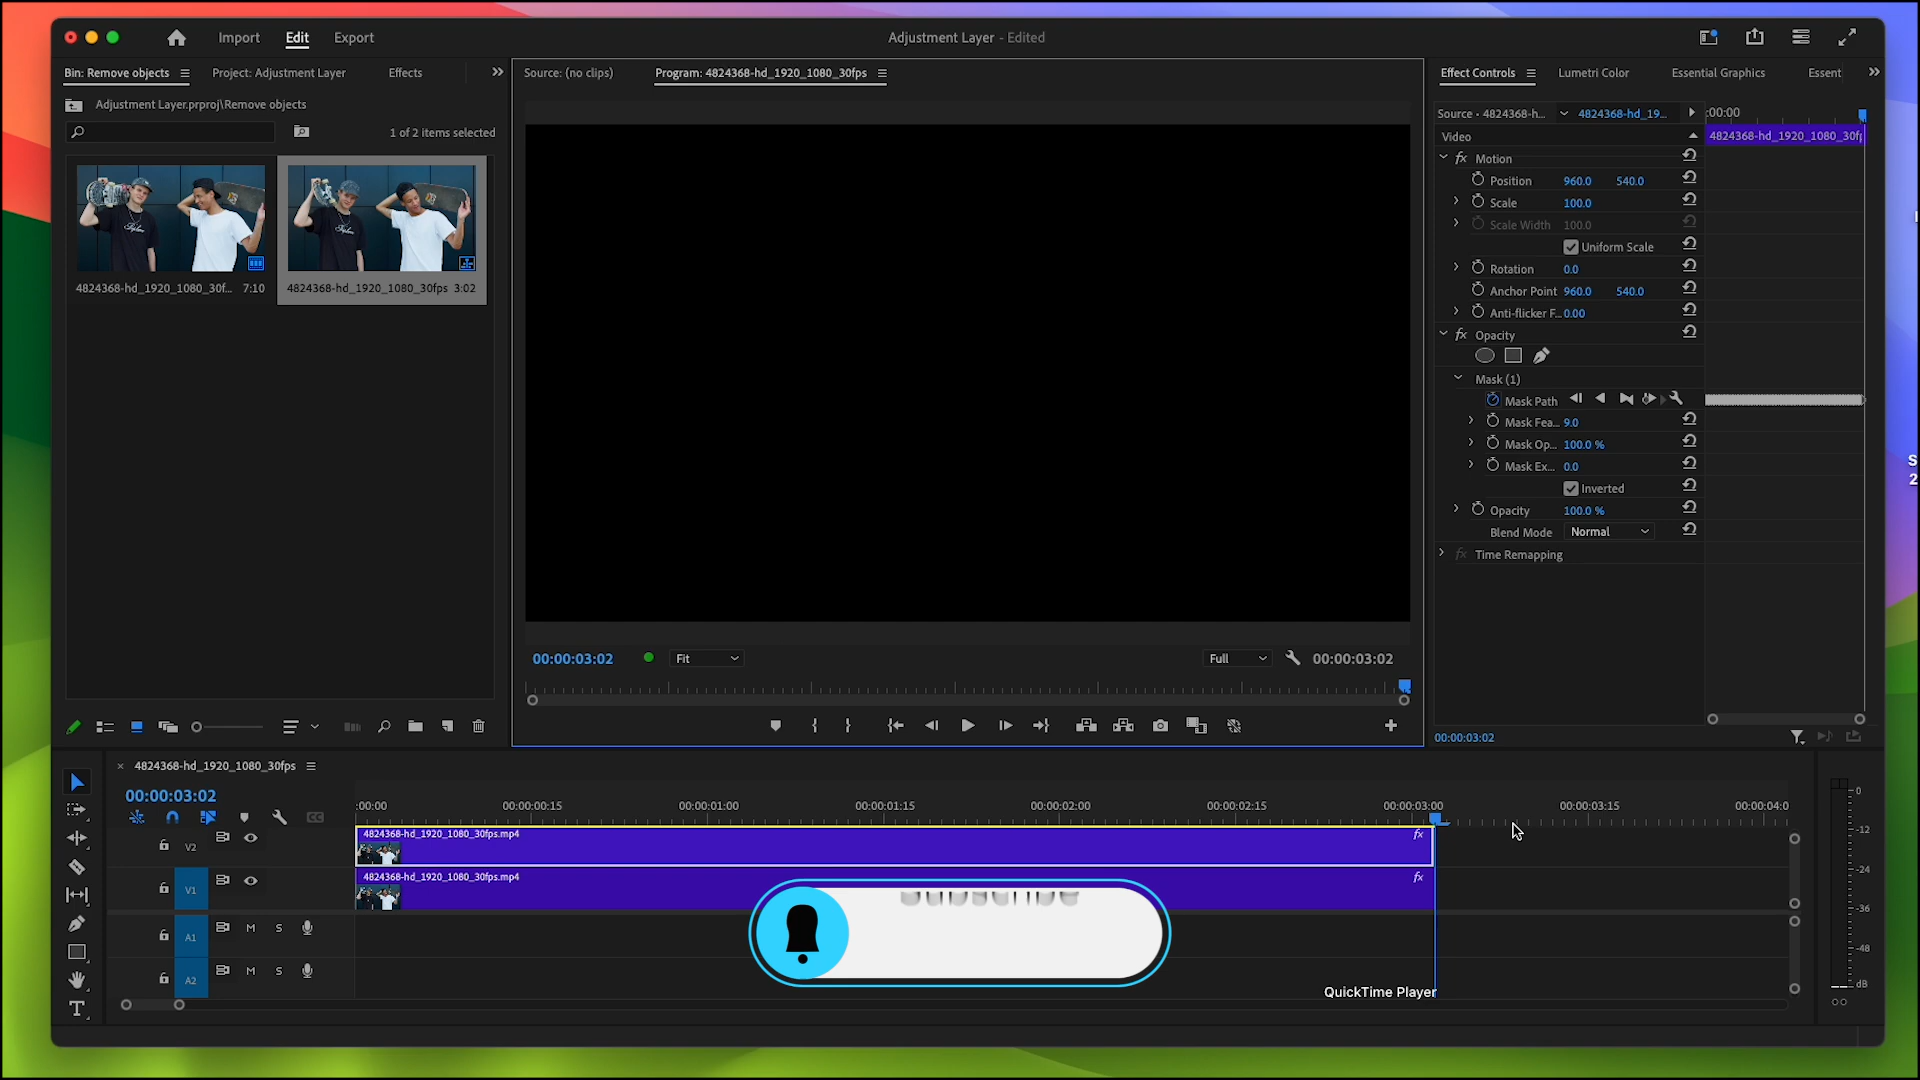 Import Edit Export Adjustment Layer - Edited
Bin: Remove objects Project: Adjustment Layer Effects
Source: (no clips) Program: 4824368-hd_1920_1080_30fps
Effect Controls Lumetri Color Essential Graphics Essent
Adjustment Layer.prproj\Remove objects
1 of 2 items selected
4824368-hd_1920_1080_30f... 7:10
4824368-hd_1920_1080_30fps 3:02
00:00:03:02 Fit Full 00:00:03:02
Source • 4824368-h... 4824368-hd_19... :00:00
Video 4824368-hd_1920_1080_30f
fx Motion
Position 960.0 540.0
Scale 100.0
Scale Width 100.0
Uniform Scale
Rotation 0.0
Anchor Point 960.0 540.0
Anti-flicker F... 0.00
fx Opacity
Mask (1)
Mask Path
Mask Fea... 9.0
Mask Op... 100.0 %
Mask Ex... 0.0
Inverted
Opacity 100.0 %
Blend Mode Normal
fx Time Remapping
00:00:03:02
4824368-hd_1920_1080_30fps
00:00:03:02
:00:00 00:00:00:15 00:00:01:00 00:00:01:15 00:00:02:00 00:00:02:15 00:00:03:00 00:00:03:15 00:00:04:0
V2 4824368-hd_1920_1080_30fps.mp4 fx
V1 4824368-hd_1920_1080_30fps.mp4 fx
A1 M S
A2 M S
QuickTime Player
0
-12
-24
-36
-48
dB
S
2